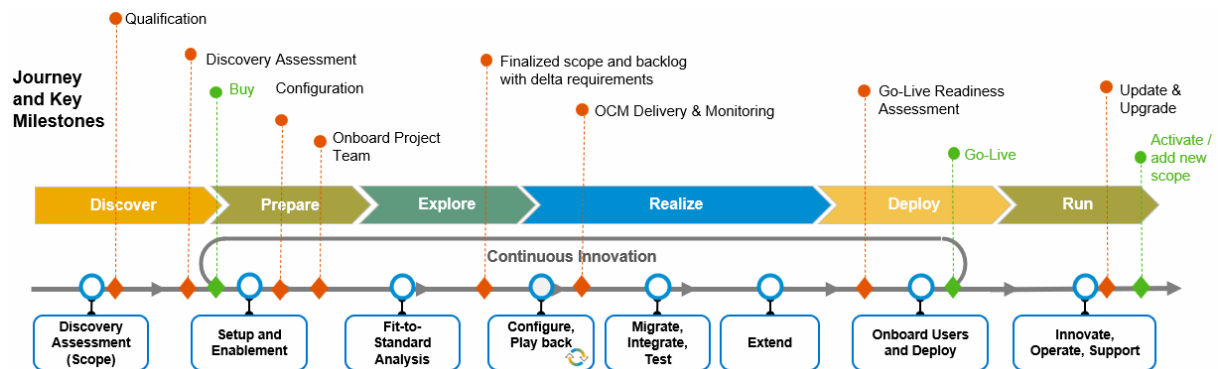 Qualification
Discovery Assessment
Finalized scope and backlog
with delta requirements
Journey
and Key
Milestones
Buy
Configuration
OCM Delivery & Monitoring
Go-Live Readiness
Assessment
Update &
Upgrade
Onboard Project
Team
Go-Live
Activate /
add new
scope
Discover
Prepare
Explore
Realize
Deploy
Run
Continuous Innovation
Discovery
Assessment
(Scope)
Setup and
Enablement
Fit-to-
Standard
Analysis
Configure,
Play back
Migrate,
Integrate,
Test
Extend
Onboard Users
and Deploy
Innovate,
Operate, Support